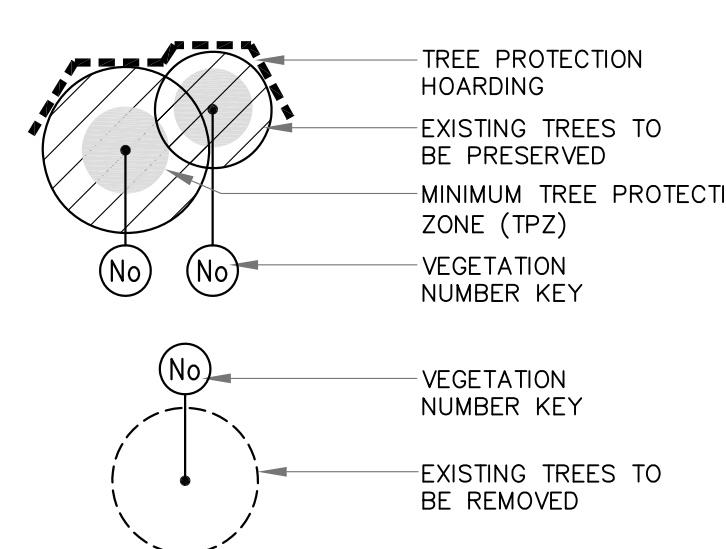 TREE PROTECTION
HOARDING
EXISTING TREES TO
BE PRESERVED
MINIMUM TREE PROTECTI
ZONE (TPZ)
No No
VEGETATION
NUMBER KEY
No
VEGETATION
NUMBER KEY
EXISTING TREES TO
BE REMOVED